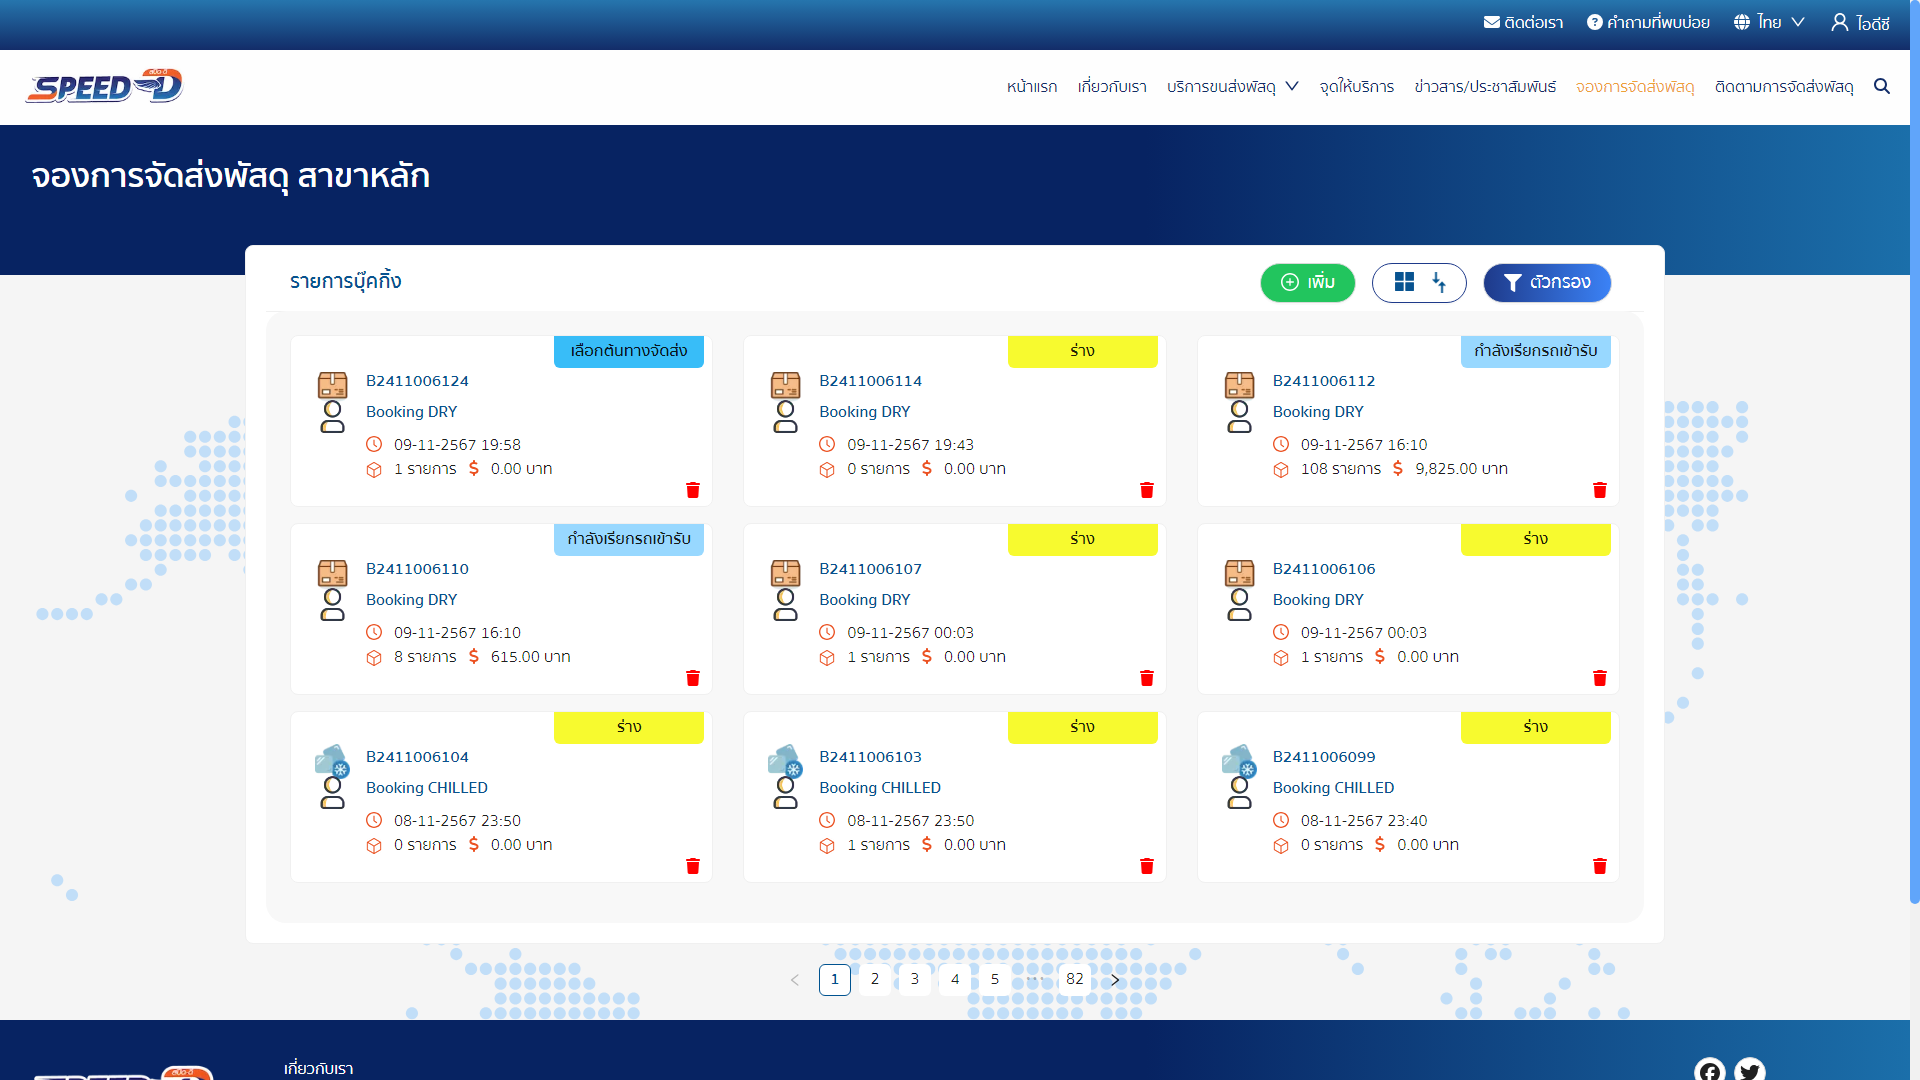 ติดต่อเรา คำถามที่พบบ่อย ไทย ไอดีซี
สปีด-ดี
SPEED-D
หน้าแรก เกี่ยวกับเรา บริการขนส่งพัสดุ จุดให้บริการ ข่าวสาร/ประชาสัมพันธ์ จองการจัดส่งพัสดุ ติดตามการจัดส่งพัสดุ
จองการจัดส่งพัสดุ สาขาหลัก
รายการบุ๊คกิ้ง
เพิ่ม
ตัวกรอง
เลือกต้นทางจัดส่ง
B2411006124
Booking DRY
09-11-2567 19:58
1 รายการ $ 0.00 บาท
ร่าง
B2411006114
Booking DRY
09-11-2567 19:43
0 รายการ $ 0.00 บาท
กำลังเรียกรถเข้ารับ
B2411006112
Booking DRY
09-11-2567 16:10
108 รายการ $ 9,825.00 บาท
กำลังเรียกรถเข้ารับ
B2411006110
Booking DRY
09-11-2567 16:10
8 รายการ $ 615.00 บาท
ร่าง
B2411006107
Booking DRY
09-11-2567 00:03
1 รายการ $ 0.00 บาท
ร่าง
B2411006106
Booking DRY
09-11-2567 00:03
1 รายการ $ 0.00 บาท
ร่าง
B2411006104
Booking CHILLED
08-11-2567 23:50
0 รายการ $ 0.00 บาท
ร่าง
B2411006103
Booking CHILLED
08-11-2567 23:50
1 รายการ $ 0.00 บาท
ร่าง
B2411006099
Booking CHILLED
08-11-2567 23:40
0 รายการ $ 0.00 บาท
< 1 2 3 4 5 ••• 82 >
สปีด-ดี
SPEED-D
เกี่ยวกับเรา